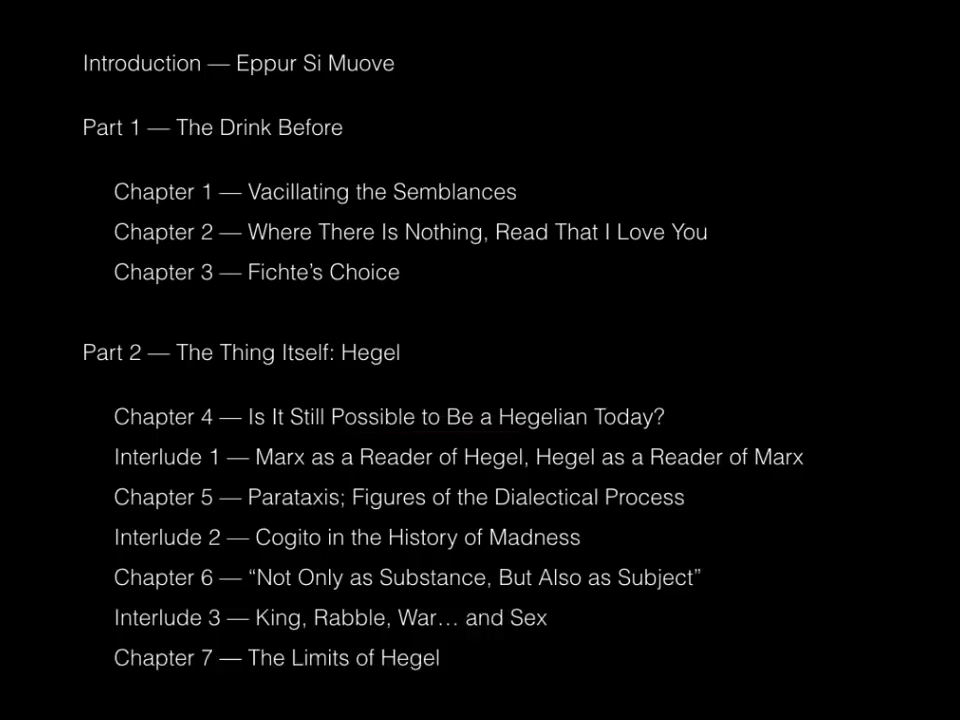 Introduction — Eppur Si Muove
Part 1 — The Drink Before
Chapter 1 — Vacillating the Semblances
Chapter 2 — Where There Is Nothing, Read That I Love You
Chapter 3 — Fichte’s Choice
Part 2 — The Thing Itself: Hegel
Chapter 4 — Is It Still Possible to Be a Hegelian Today?
Interlude 1 — Marx as a Reader of Hegel, Hegel as a Reader of Marx
Chapter 5 — Parataxis; Figures of the Dialectical Process
Interlude 2 — Cogito in the History of Madness
Chapter 6 — “Not Only as Substance, But Also as Subject”
Interlude 3 — King, Rabble, War… and Sex
Chapter 7 — The Limits of Hegel